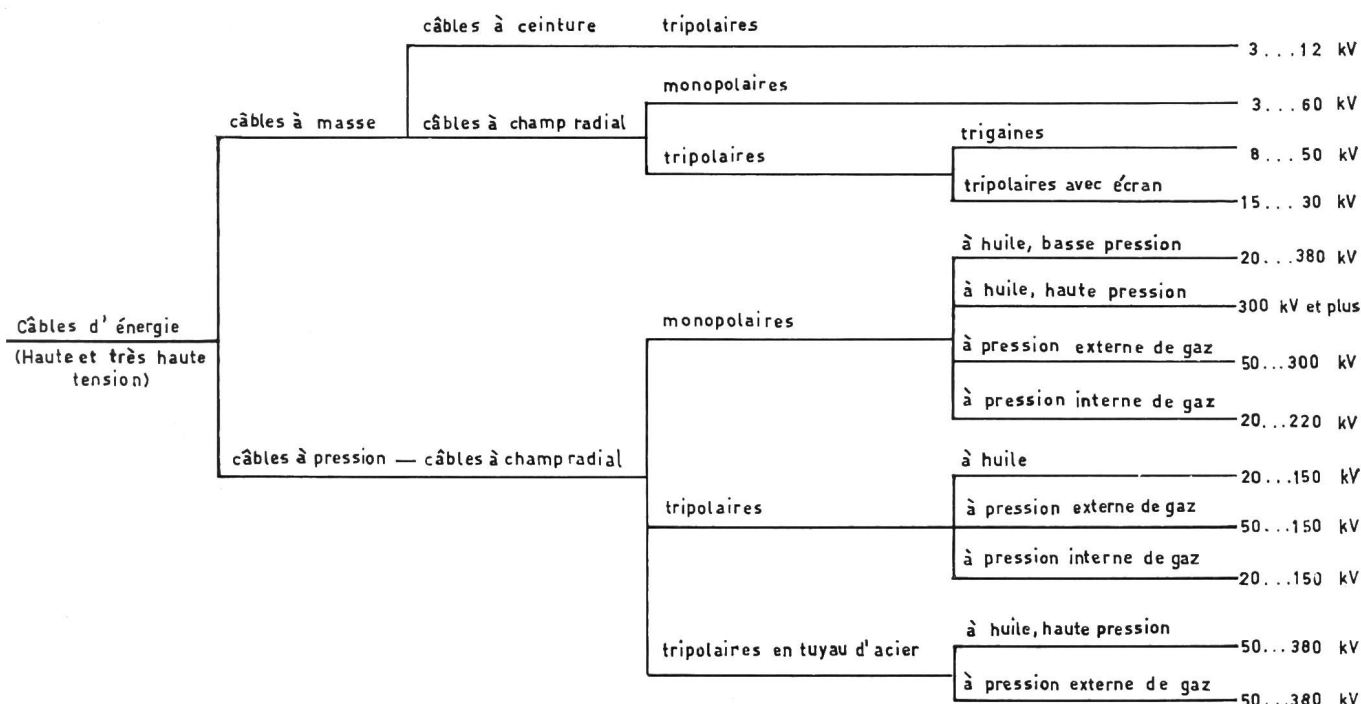 câbles à ceinture tripolaires
3...12 kV
monopolaires
3...60 kV
câbles à masse câbles à champ radial
trigaines
tripolaires
8...50 kV
tripolaires avec écran
15...30 kV
à huile, basse pression
20...380 kV
à huile, haute pression
300 kV et plus
Câbles d'énergie
(Haute et très haute
tension)
monopolaires
à pression externe de gaz
50...300 kV
à pression interne de gaz
20...220 kV
câbles à pression — câbles à champ radial
à huile
20...150 kV
tripolaires
à pression externe de gaz
50...150 kV
à pression interne de gaz
20...150 kV
à huile, haute pression
tripolaires en tuyau d'acier
50...380 kV
à pression externe de gaz
50...380 kV